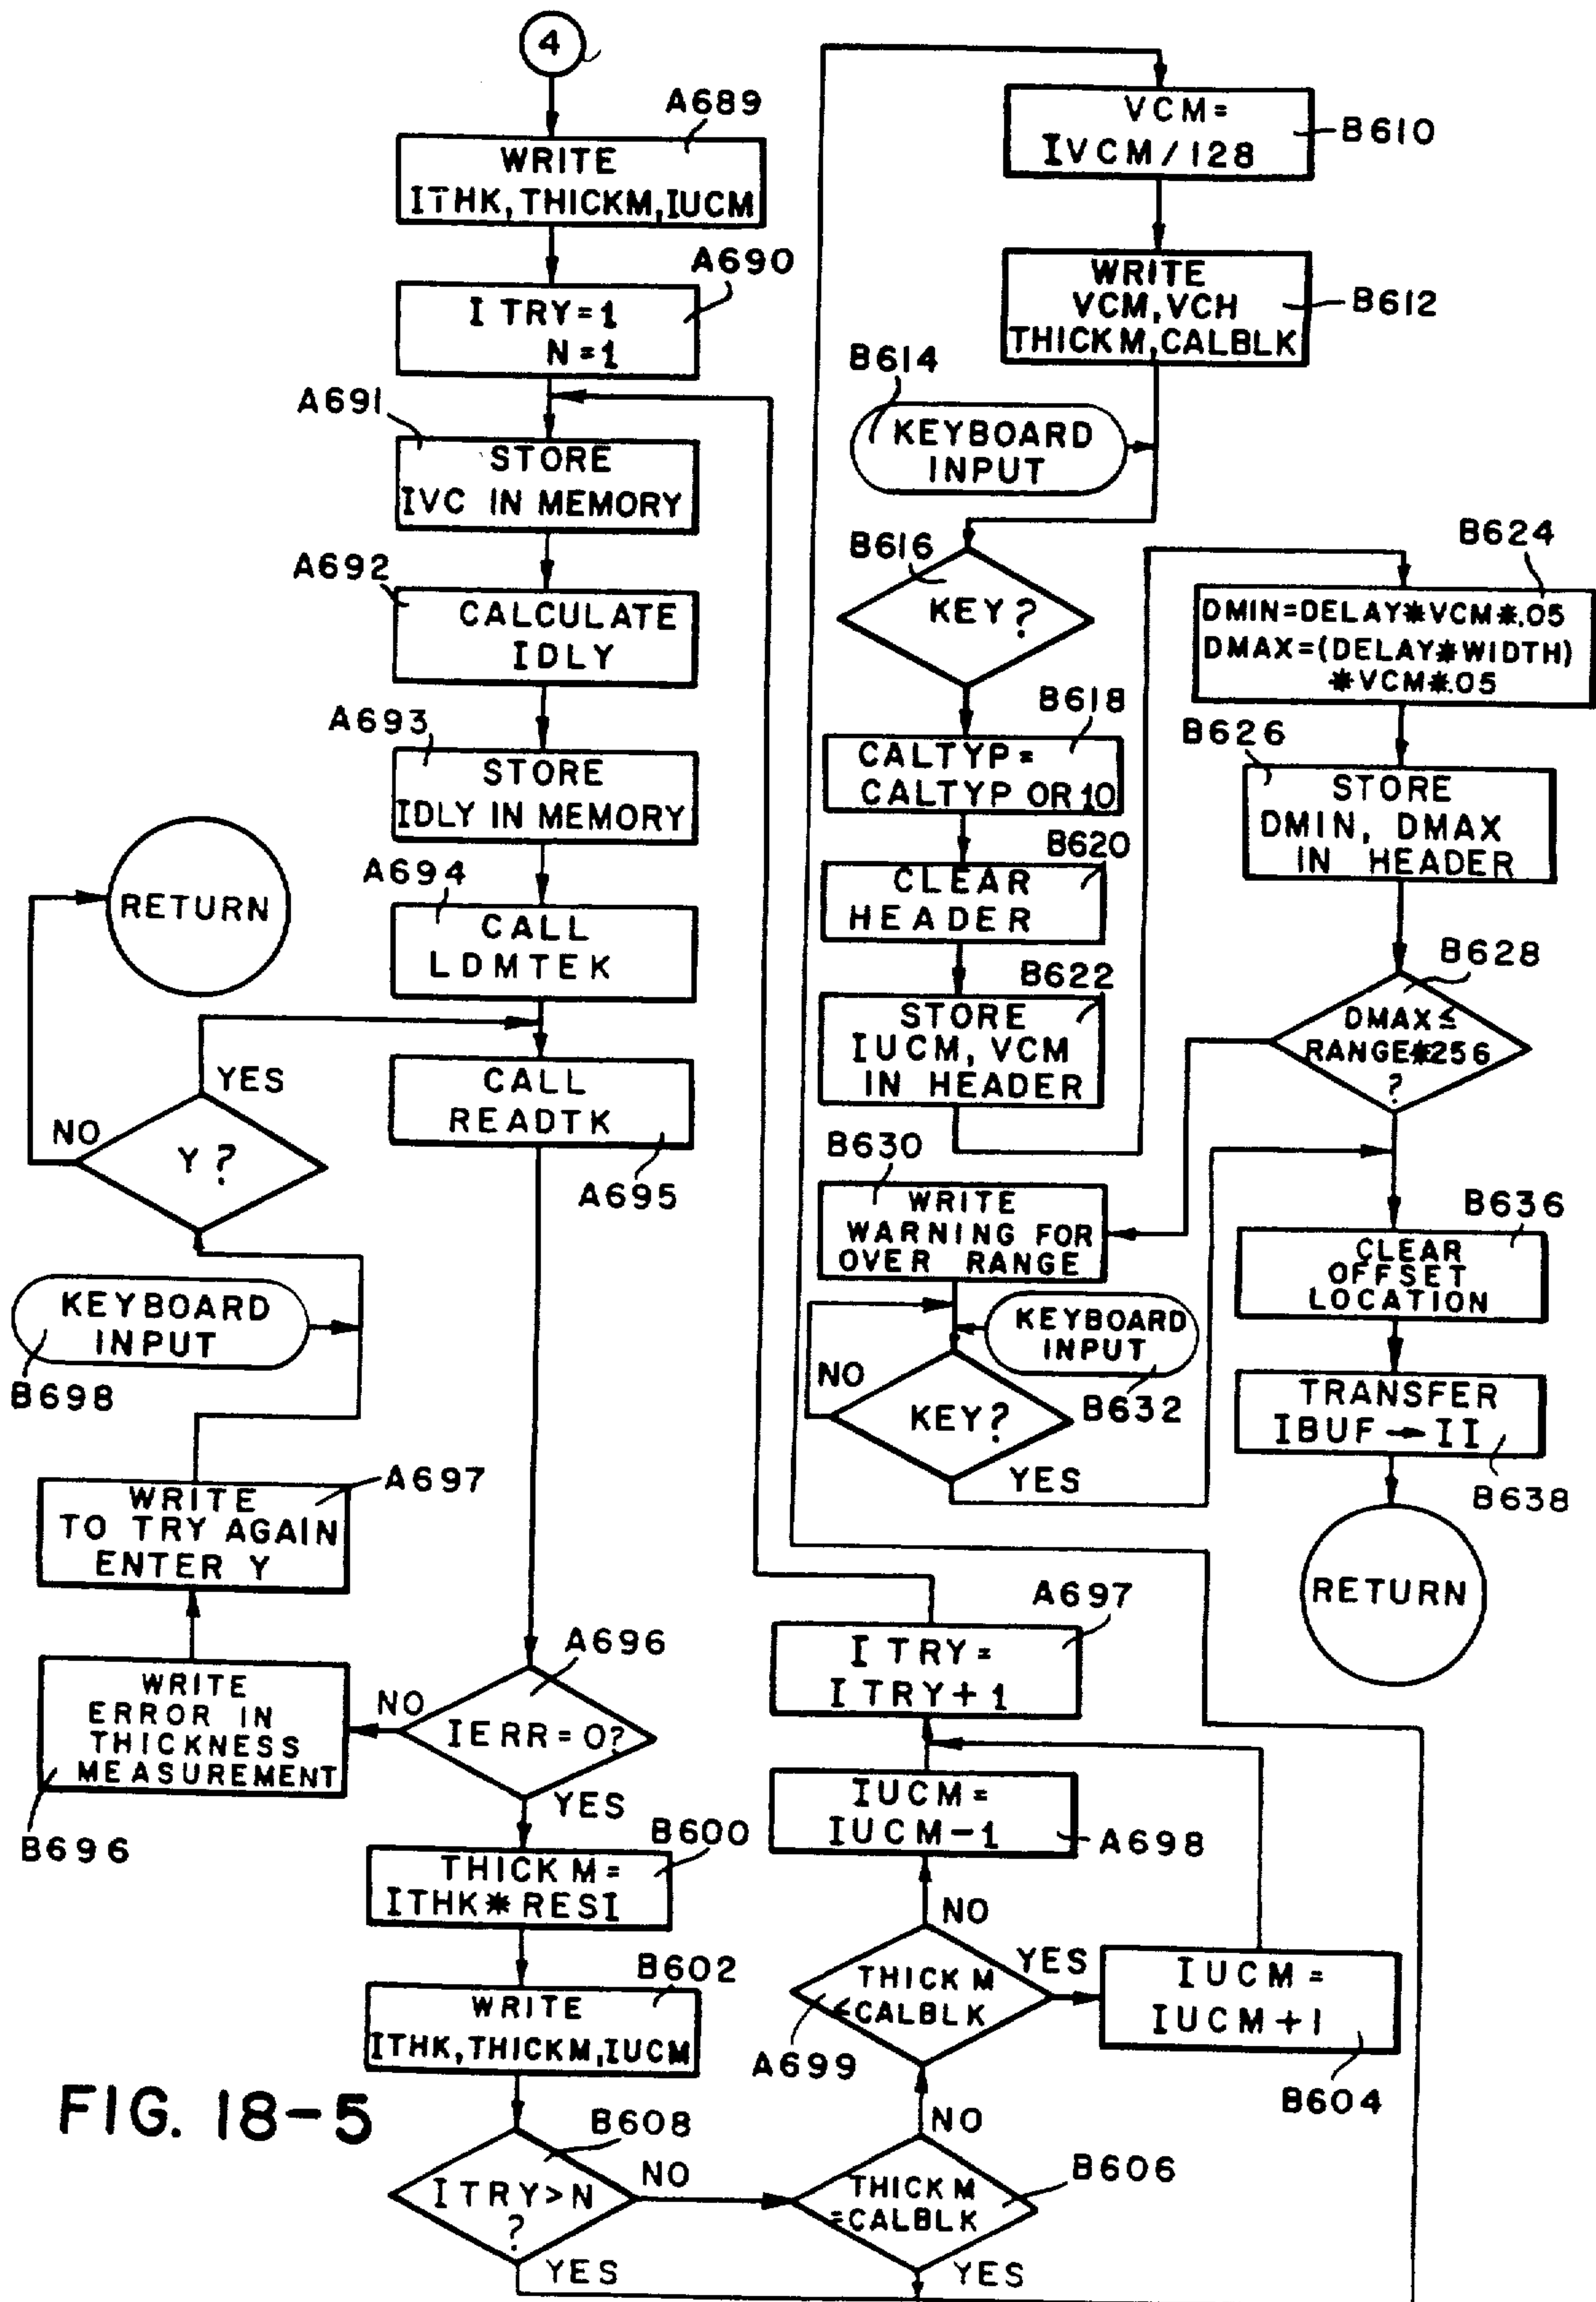 4
A689
WRITE
ITHK, THICKM, IUCM
A690
I TRY=1
N=1
A691
STORE
IVC IN MEMORY
A692
CALCULATE
IDLY
A693
STORE
IDLY IN MEMORY
A694
CALL
LDMTEK
RETURN
CALL
READTK
A695
YES
NO
Y?
KEYBOARD
INPUT
B698
A697
WRITE
TO TRY AGAIN
ENTER Y
A696
IERR=0?
NO
YES
WRITE
ERROR IN
THICKNESS
MEASUREMENT
B696
B600
THICKM=
ITHK*RESI
B602
WRITE
ITHK, THICKM, IUCM
B608
I TRY>N
?
NO
YES
B606
THICKM
=CALBLK
NO
YES
A699
THICKM
≤CALBLK
YES
NO
IUCM=
IUCM+1
B604
IUCM=
IUCM-1
A698
A697
I TRY=
I TRY+1
VCM=
IVCM/128
B610
WRITE
VCM, VCH
THICKM, CALBLK
B612
B614
KEYBOARD
INPUT
B616
KEY?
B618
CALTYP=
CALTYP OR 10
B620
CLEAR
HEADER
B622
STORE
IUCM, VCM
IN HEADER
B624
DMIN=DELAY*VCM*.05
DMAX=(DELAY*WIDTH)
*VCM*.05
B626
STORE
DMIN, DMAX
IN HEADER
B628
DMAX≤
RANGE*256
?
B630
WRITE
WARNING FOR
OVER RANGE
KEYBOARD
INPUT
B632
NO
KEY?
YES
B636
CLEAR
OFFSET
LOCATION
TRANSFER
IBUF→II
B638
RETURN
FIG. 18-5